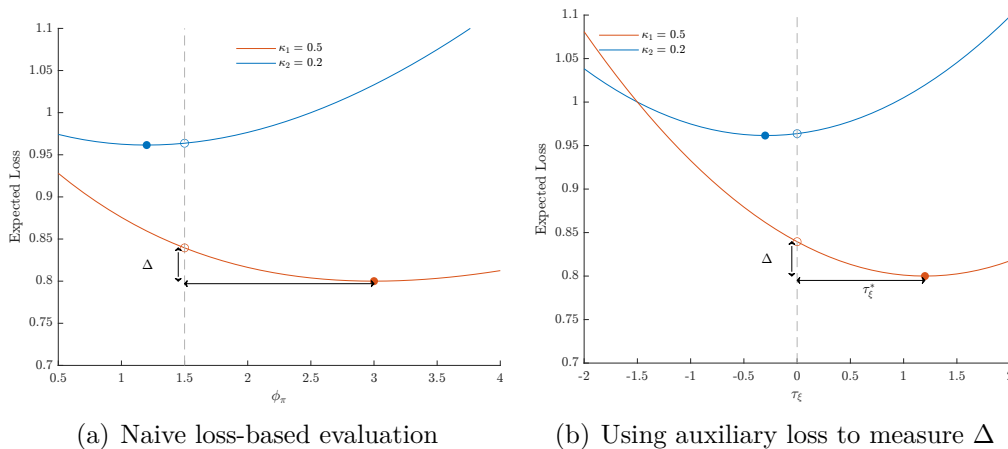 κ₁ = 0.5
κ₂ = 0.2
Expected Loss
1.1
1.05
1
0.95
0.9
0.85
0.8
0.75
0.7
Δ
0.5 1 1.5 2 2.5 3 3.5 4
ϕ_π
(a) Naive loss-based evaluation
κ₁ = 0.5
κ₂ = 0.2
Expected Loss
1.1
1.05
1
0.95
0.9
0.85
0.8
0.75
0.7
Δ
τ*_ξ
-2 -1.5 -1 -0.5 0 0.5 1 1.5 2
τ_ξ
(b) Using auxiliary loss to measure Δ